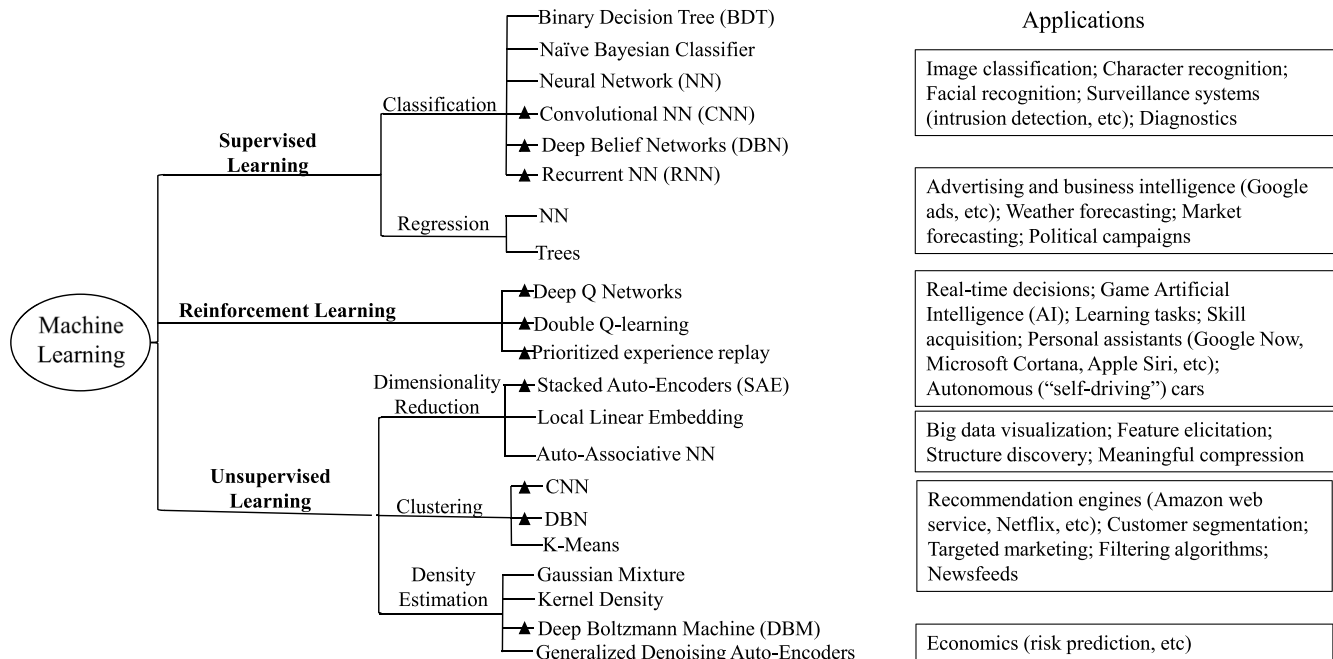 Applications
Binary Decision Tree (BDT)
Naïve Bayesian Classifier
Neural Network (NN)
Classification
Convolutional NN (CNN)
Deep Belief Networks (DBN)
Recurrent NN (RNN)
Supervised
Learning
Regression
NN
Trees
Machine
Learning
Reinforcement Learning
Deep Q Networks
Double Q-learning
Prioritized experience replay
Dimensionality
Reduction
Stacked Auto-Encoders (SAE)
Local Linear Embedding
Auto-Associative NN
Unsupervised
Learning
Clustering
CNN
DBN
K-Means
Density
Estimation
Gaussian Mixture
Kernel Density
Deep Boltzmann Machine (DBM)
Generalized Denoising Auto-Encoders
Image classification; Character recognition;
Facial recognition; Surveillance systems
(intrusion detection, etc); Diagnostics
Advertising and business intelligence (Google
ads, etc); Weather forecasting; Market
forecasting; Political campaigns
Real-time decisions; Game Artificial
Intelligence (AI); Learning tasks; Skill
acquisition; Personal assistants (Google Now,
Microsoft Cortana, Apple Siri, etc);
Autonomous (“self-driving”) cars
Big data visualization; Feature elicitation;
Structure discovery; Meaningful compression
Recommendation engines (Amazon web
service, Netflix, etc); Customer segmentation;
Targeted marketing; Filtering algorithms;
Newsfeeds
Economics (risk prediction, etc)